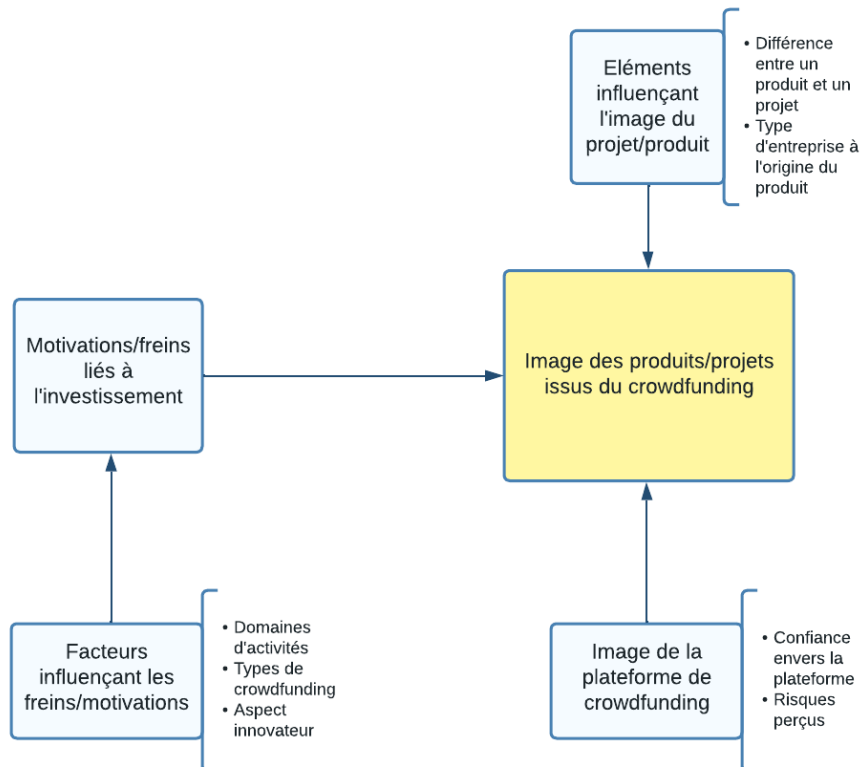 Eléments
influençant
l'image du
projet/produit
• Différence
entre un
produit et un
projet
• Type
d'entreprise à
l'origine du
produit
Motivations/freins
liés à
l'investissement
Image des produits/projets
issus du crowdfunding
Facteurs
influençant les
freins/motivations
• Domaines
d'activités
• Types de
crowdfunding
• Aspect
innovateur
Image de la
plateforme de
crowdfunding
• Confiance
envers la
plateforme
• Risques
perçus